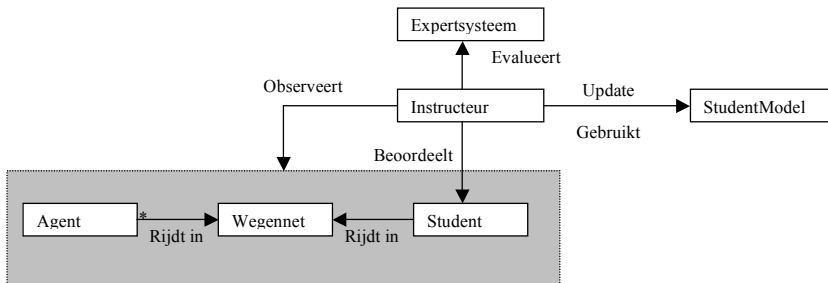 Expertsysteem
Evalueert
Observeert
Update
Instructeur
StudentModel
Gebruikt
Beoordeelt
Agent
*
Wegennet
Student
Rijdt in
Rijdt in